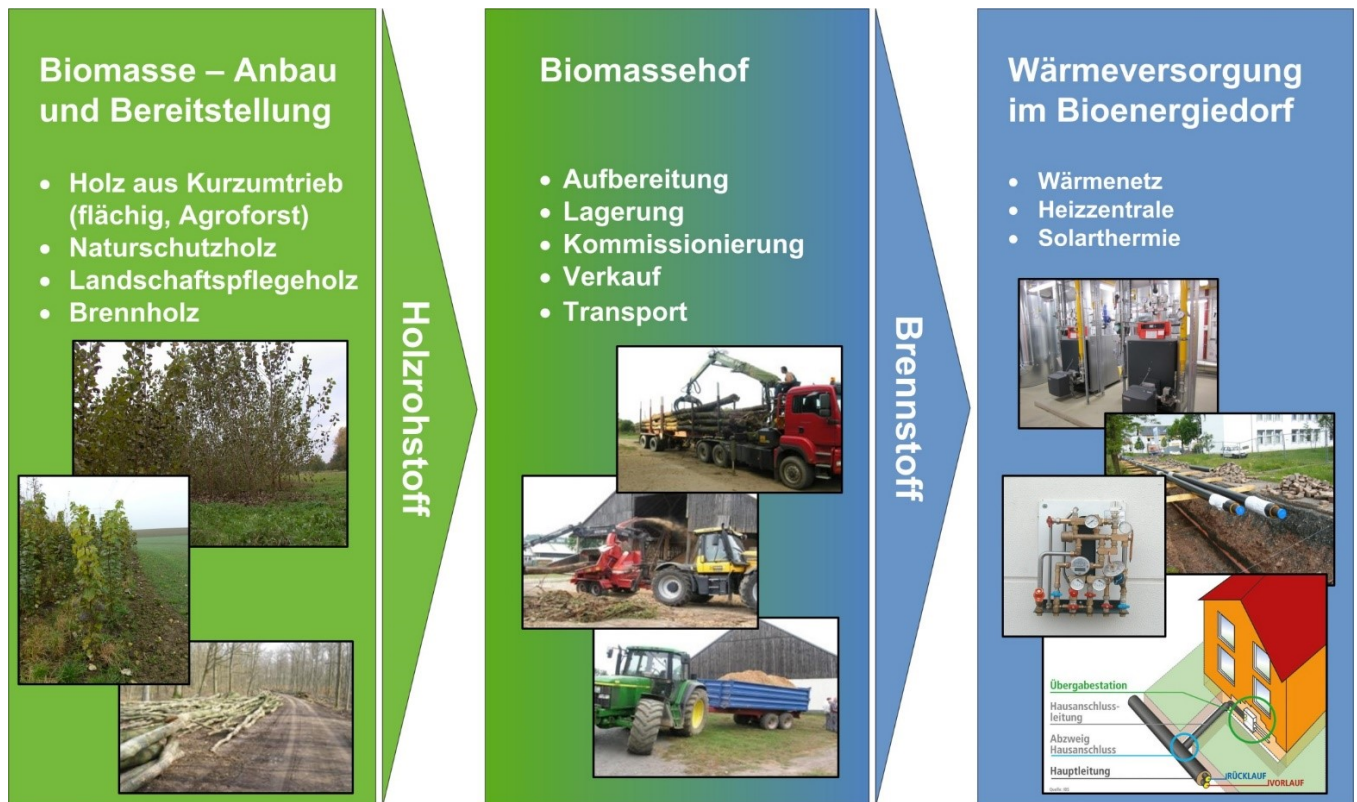 Biomasse – Anbau
und Bereitstellung
• Holz aus Kurzumtrieb
(flächig, Agroforst)
• Naturschutzholz
• Landschaftspflegeholz
• Brennholz
Holzrohstoff
Biomassehof
• Aufbereitung
• Lagerung
• Kommissionierung
• Verkauf
• Transport
Brennstoff
Wärmeversorgung
im Bioenergiedorf
• Wärmenetz
• Heizzentrale
• Solarthermie
Übergabestation
Hausanschluss-
leitung
Abzweig
Hausanschluss
Hauptleitung
RÜCKLAUF
VORLAUF